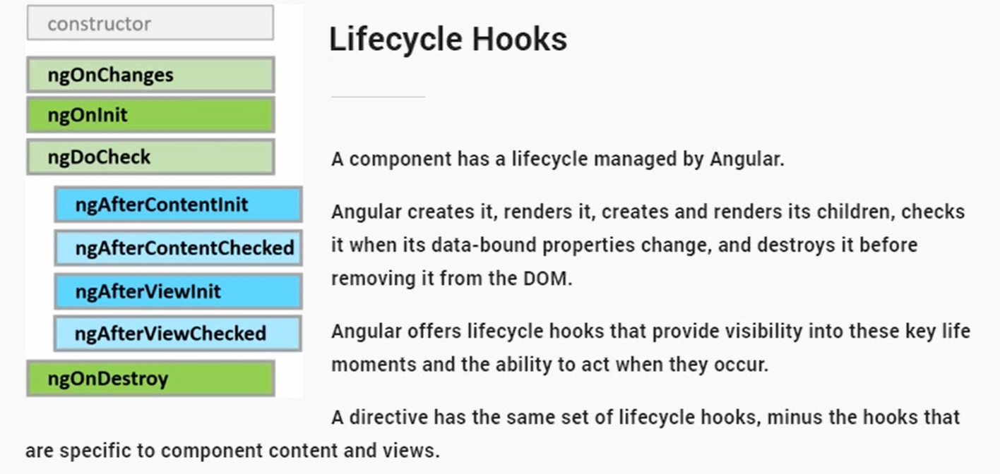 constructor
ngOnChanges
ngOnInit
ngDoCheck
ngAfterContentInit
ngAfterContentChecked
ngAfterViewInit
ngAfterViewChecked
ngOnDestroy
Lifecycle Hooks
A component has a lifecycle managed by Angular.
Angular creates it, renders it, creates and renders its children, checks
it when its data-bound properties change, and destroys it before
removing it from the DOM.
Angular offers lifecycle hooks that provide visibility into these key life
moments and the ability to act when they occur.
A directive has the same set of lifecycle hooks, minus the hooks that
are specific to component content and views.